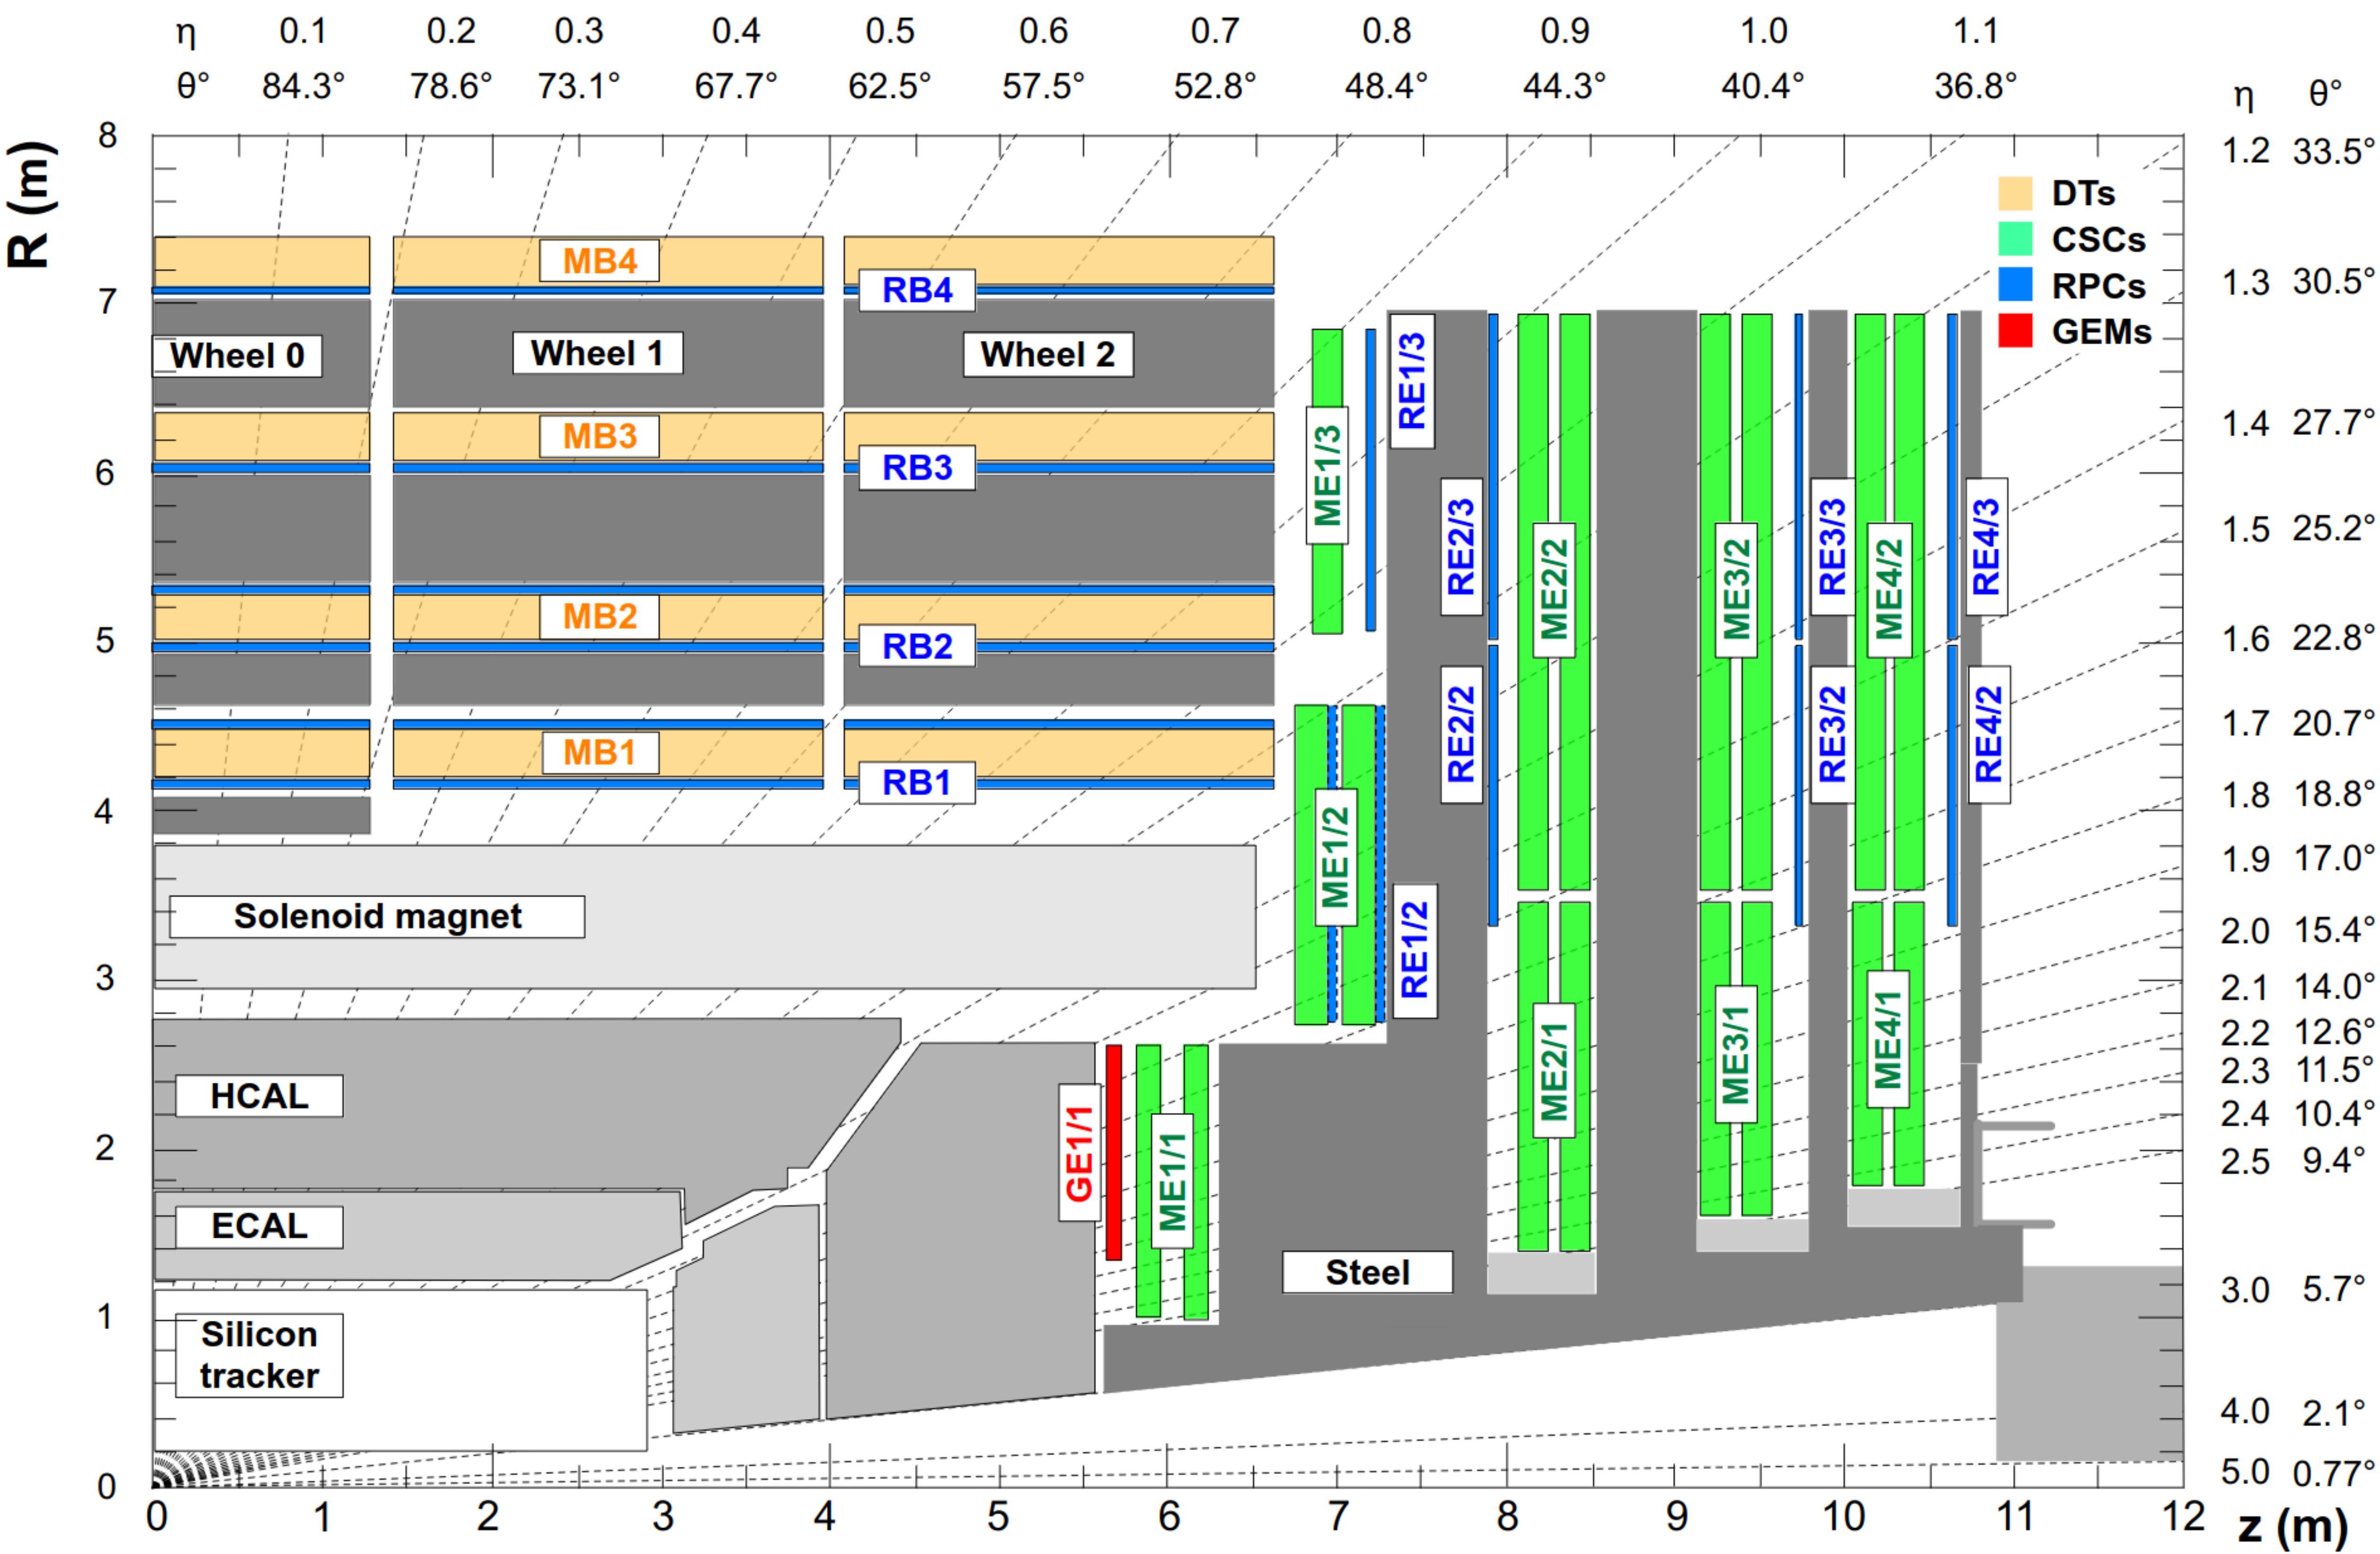 η 0.1 0.2 0.3 0.4 0.5 0.6 0.7 0.8 0.9 1.0 1.1
θ° 84.3° 78.6° 73.1° 67.7° 62.5° 57.5° 52.8° 48.4° 44.3° 40.4° 36.8°
η θ°
R (m)
8
7
6
5
4
3
2
1
0
1.2 33.5°
1.3 30.5°
1.4 27.7°
1.5 25.2°
1.6 22.8°
1.7 20.7°
1.8 18.8°
1.9 17.0°
2.0 15.4°
2.1 14.0°
2.2 12.6°
2.3 11.5°
2.4 10.4°
2.5 9.4°
3.0 5.7°
4.0 2.1°
5.0 0.77°
DTs
CSCs
RPCs
GEMs
MB4
RB4
Wheel 0
Wheel 1
Wheel 2
MB3
RB3
MB2
RB2
MB1
RB1
Solenoid magnet
HCAL
ECAL
Silicon
tracker
Steel
GE1/1
ME1/1
ME1/2
ME1/3
RE1/3
RE1/2
RE2/3
RE2/2
ME2/2
ME2/1
ME3/2
ME3/1
RE3/3
RE3/2
ME4/2
ME4/1
RE4/3
RE4/2
0 1 2 3 4 5 6 7 8 9 10 11 12
z (m)